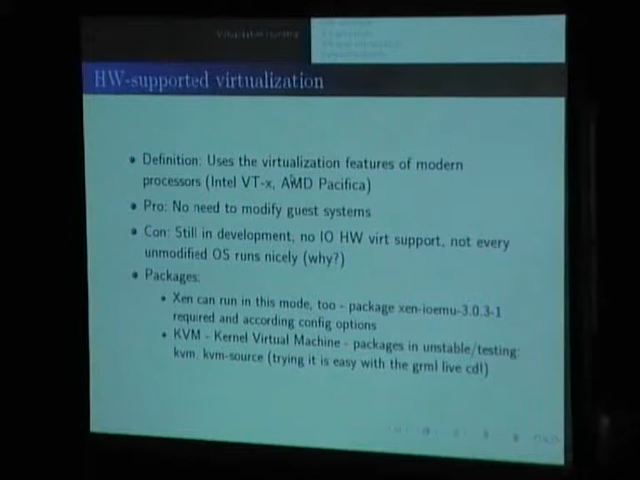 HW-supported virtualization
• Definition: Uses the virtualization features of modern
processors (Intel VT-x, AMD Pacifica)
• Pro: No need to modify guest systems
• Con: Still in development, no IO HW virt support, not every
unmodified OS runs nicely (why?)
• Packages:
• Xen can run in this mode, too - package xen-ioemu-3.0.3-1
required and according config options
• KVM - Kernel Virtual Machine - packages in unstable/testing:
kvm, kvm-source (trying it is easy with the grml live cd!)